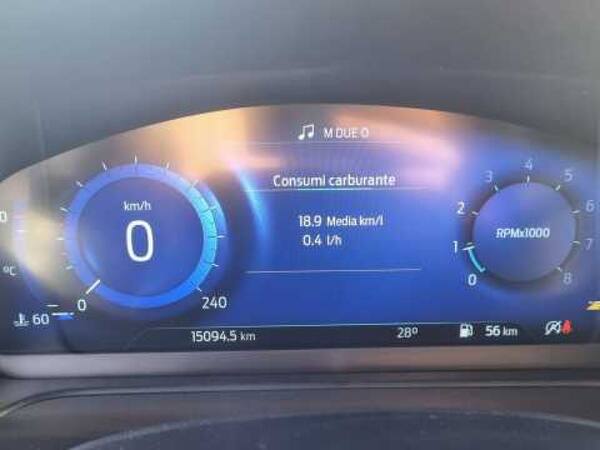 M DUE O
Consumi carburante
18.9 Media km/l
0.4 l/h
km/h
0
0
240
4
3
5
2
6
1
7
0
8
RPMx1000
°C
60
15094.5 km
28°
56 km